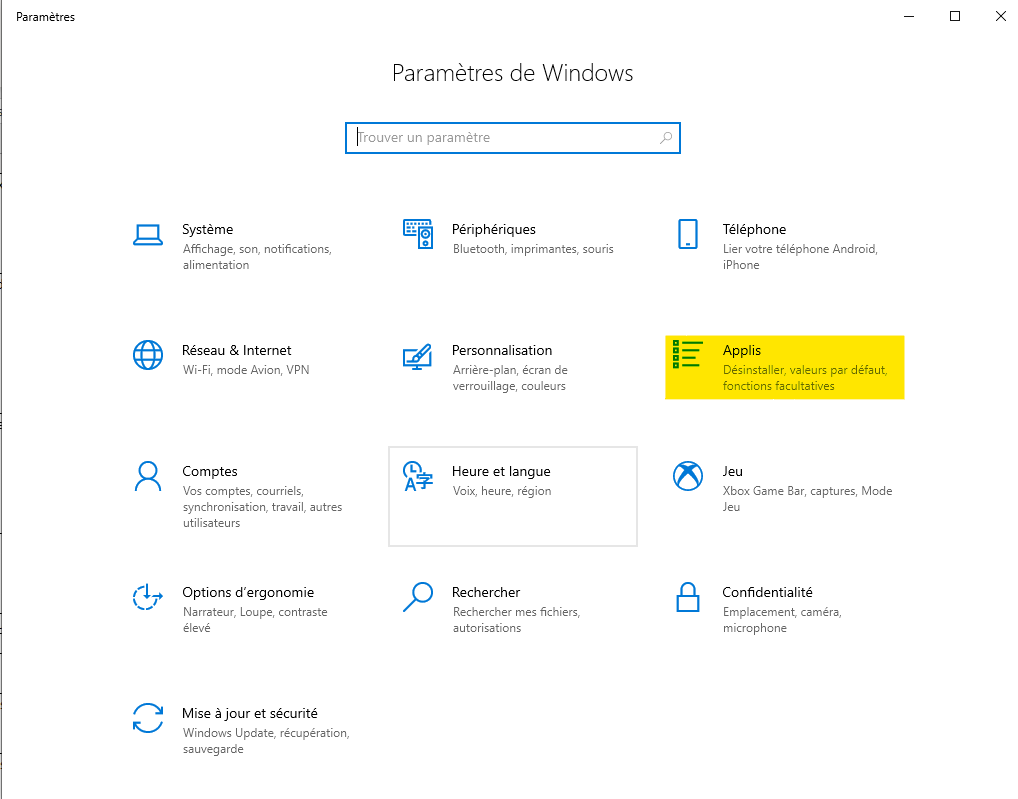 Paramètres
Paramètres de Windows
Trouver un paramètre
Système
Affichage, son, notifications,
alimentation
Périphériques
Bluetooth, imprimantes, souris
Téléphone
Lier votre téléphone Android,
iPhone
Réseau & Internet
Wi-Fi, mode Avion, VPN
Personnalisation
Arrière-plan, écran de
verrouillage, couleurs
Applis
Désinstaller, valeurs par défaut,
fonctions facultatives
Comptes
Vos comptes, courriels,
synchronisation, travail, autres
utilisateurs
Heure et langue
Voix, heure, région
Jeu
Xbox Game Bar, captures, Mode
Jeu
Options d’ergonomie
Narrateur, Loupe, contraste
élevé
Rechercher
Rechercher mes fichiers,
autorisations
Confidentialité
Emplacement, caméra,
microphone
Mise à jour et sécurité
Windows Update, récupération,
sauvegarde